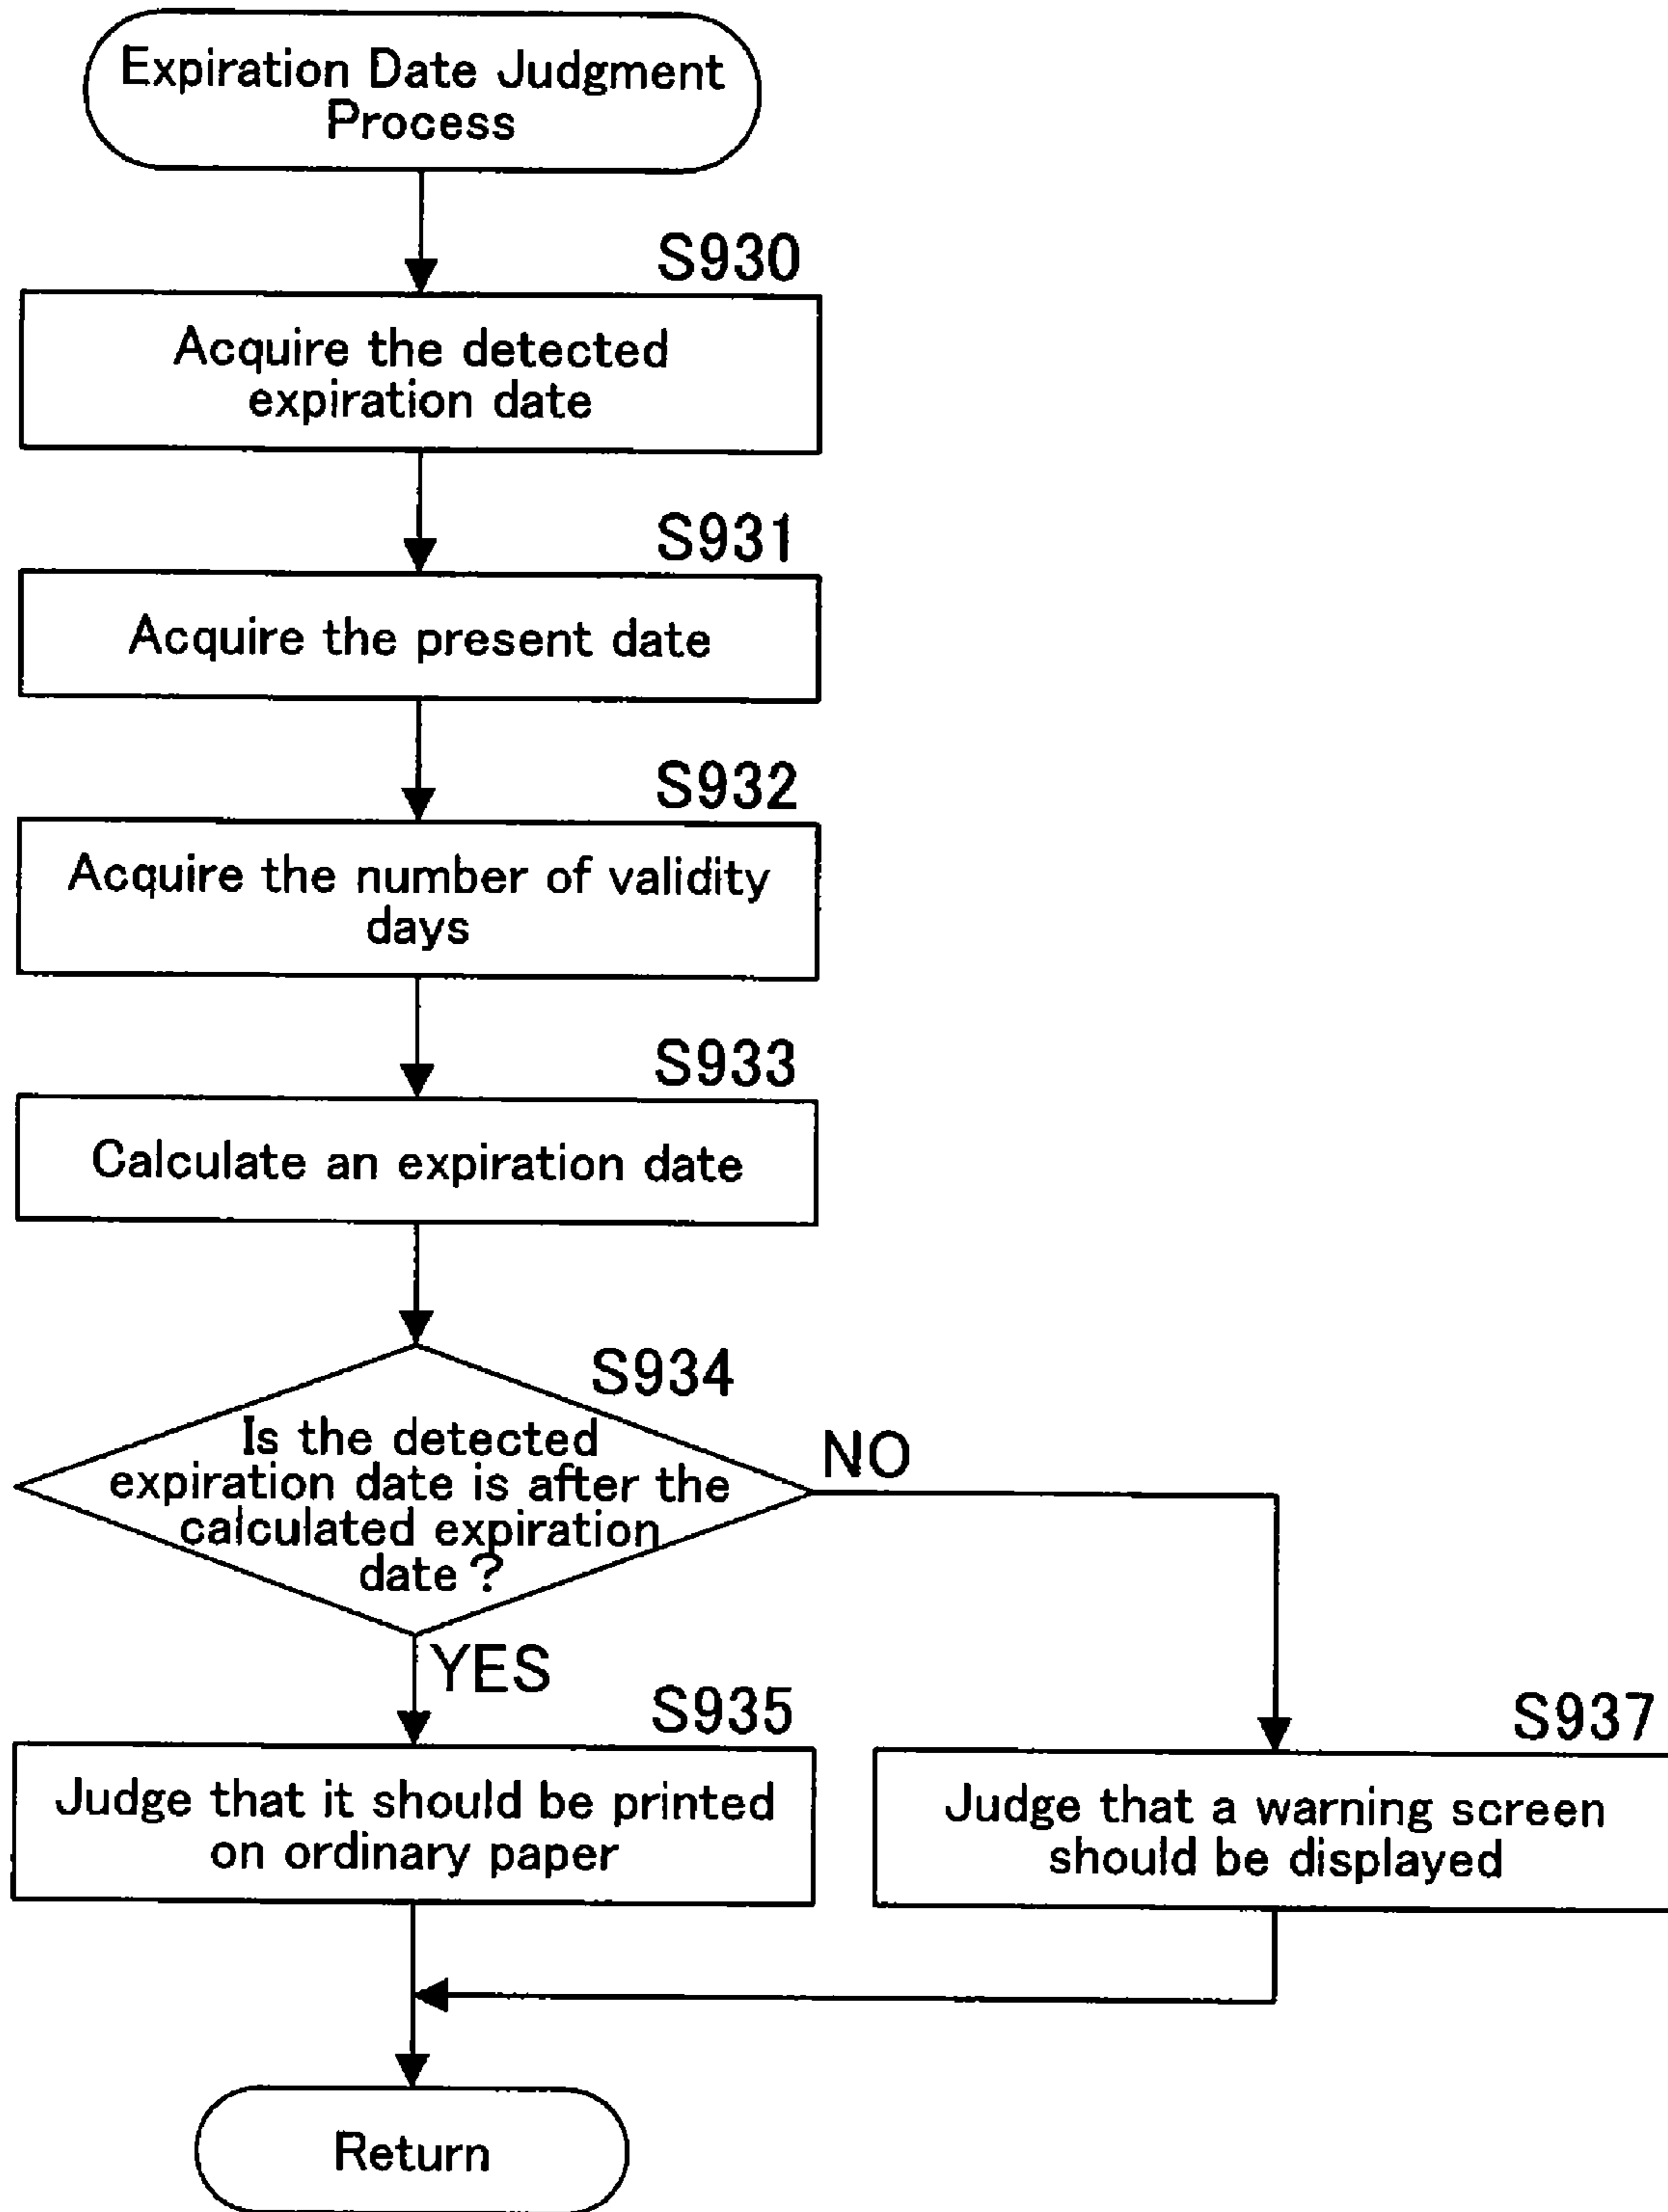 Expiration Date Judgment
Process
S930
Acquire the detected
expiration date
S931
Acquire the present date
S932
Acquire the number of validity
days
S933
Calculate an expiration date
S934
Is the detected
expiration date is after the
calculated expiration
date?
NO
YES
S935
Judge that it should be printed
on ordinary paper
S937
Judge that a warning screen
should be displayed
Return